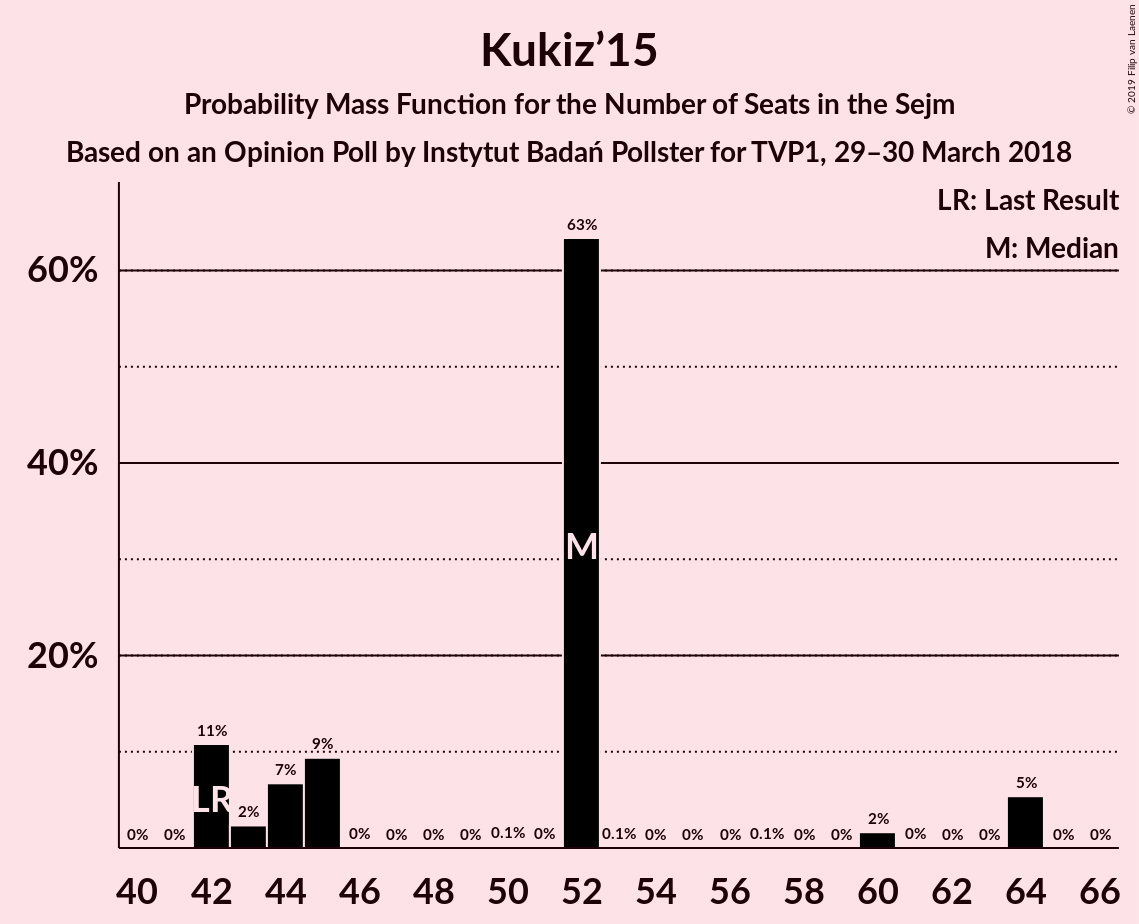 Kukiz’15
Probability Mass Function for the Number of Seats in the Sejm
Based on an Opinion Poll by Instytut Badań Pollster for TVP1, 29–30 March 2018
© 2019 Filip van Laenen
LR: Last Result
M: Median
60%
40%
20%
0% 0% 11% 2% 7% 9% 0% 0% 0% 0% 0.1% 0% 63% 0.1% 0% 0% 0% 0.1% 0% 0% 2% 0% 0% 0% 5% 0% 0%
LR
M
40 42 44 46 48 50 52 54 56 58 60 62 64 66